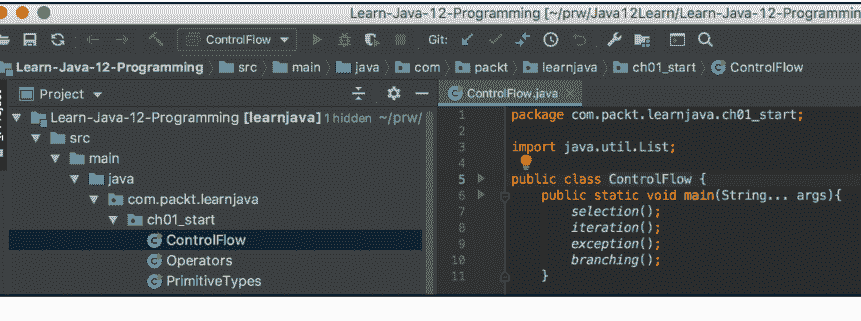 Learn-Java-12-Programming [~/prw/Java12Learn/Learn-Java-12-Programming
ControlFlow
Git:
Learn-Java-12-Programming src main java com packt learnjava ch01_start ControlFlow
Project
Learn-Java-12-Programming [learnjava] 1 hidden ~/prw/
src
main
java
com.packt.learnjava
ch01_start
ControlFlow
Operators
PrimitiveTypes
ControlFlow.java
1 package com.packt.learnjava.ch01_start;
2
3 import java.util.List;
4
5 public class ControlFlow {
6 public static void main(String... args){
7 selection();
8 iteration();
9 exception();
10 branching();
11 }